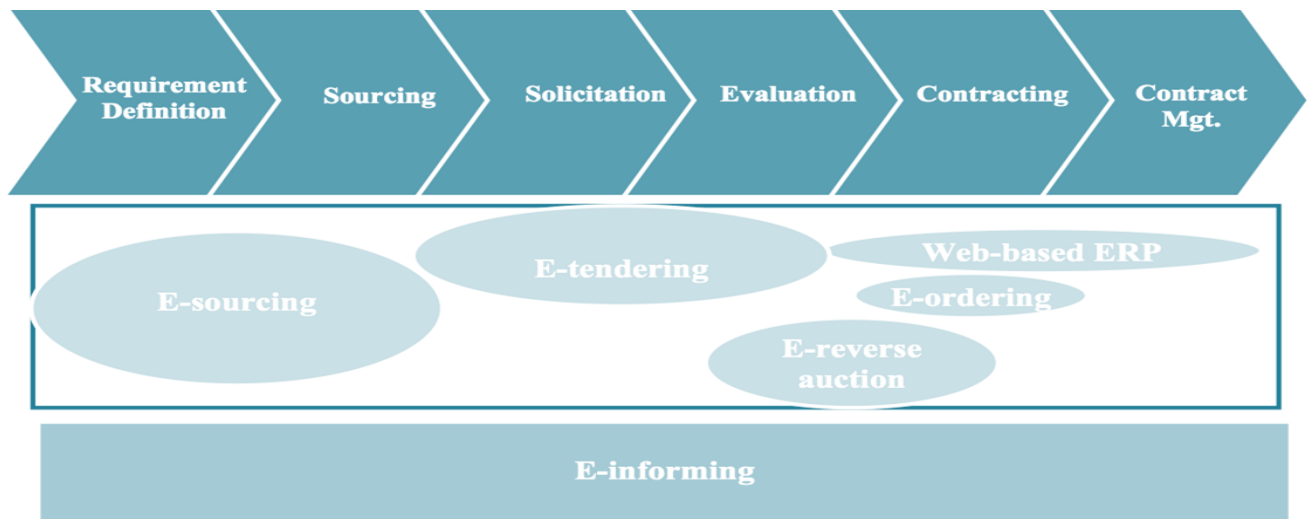 Requirement
Definition
Sourcing
Solicitation
Evaluation
Contracting
Contract
Mgt.
E-sourcing
E-tendering
Web-based ERP
E-ordering
E-reverse
auction
E-informing